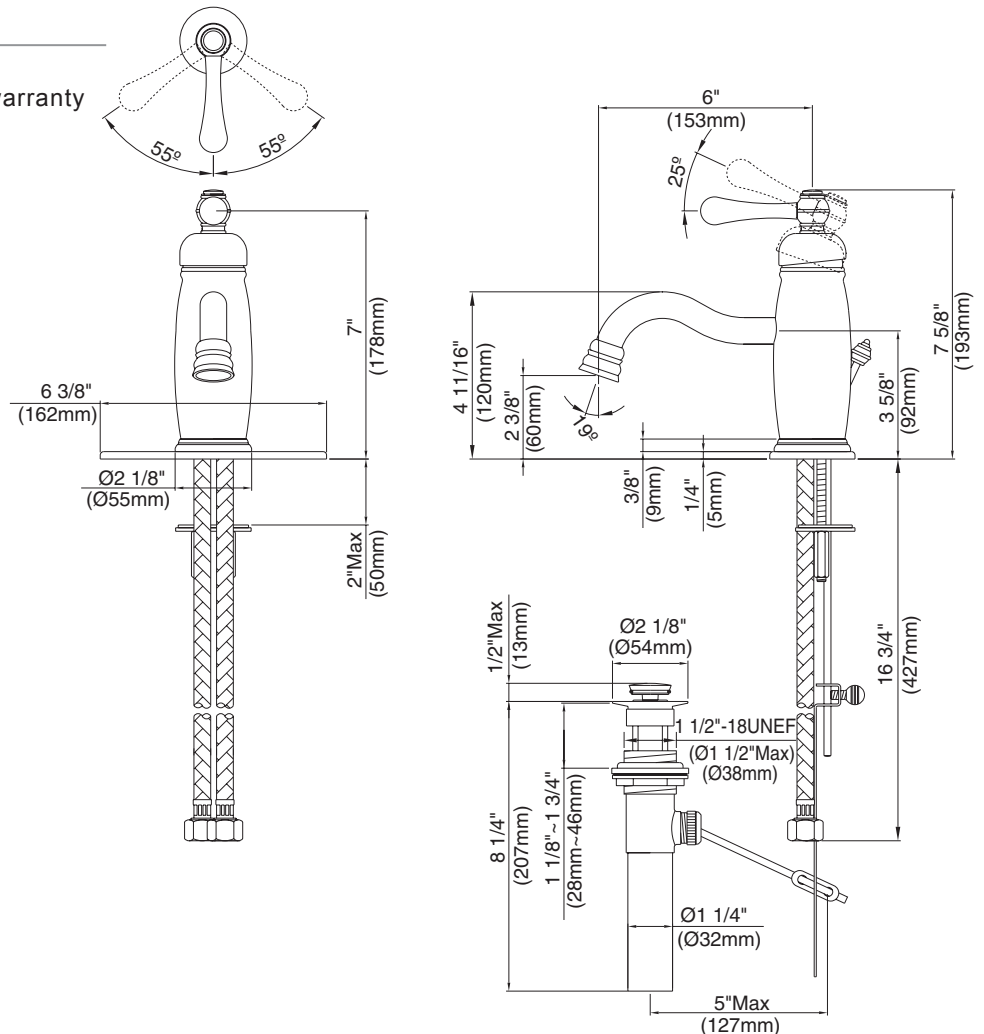 warranty
55º
55º
6"
(153mm)
25º
7"
(178mm)
7 5/8"
(193mm)
4 11/16"
(120mm)
2 3/8"
(60mm)
19º
3 5/8"
(92mm)
6 3/8"
(162mm)
Ø2 1/8"
(Ø55mm)
3/8"
(9mm)
1/4"
(5mm)
2"Max
(50mm)
1/2"Max
(13mm)
Ø2 1/8"
(Ø54mm)
16 3/4"
(427mm)
1 1/2"-18UNEF
(Ø1 1/2"Max)
(Ø38mm)
8 1/4"
(207mm)
1 1/8"~1 3/4"
(28mm~46mm)
Ø1 1/4"
(Ø32mm)
5"Max
(127mm)